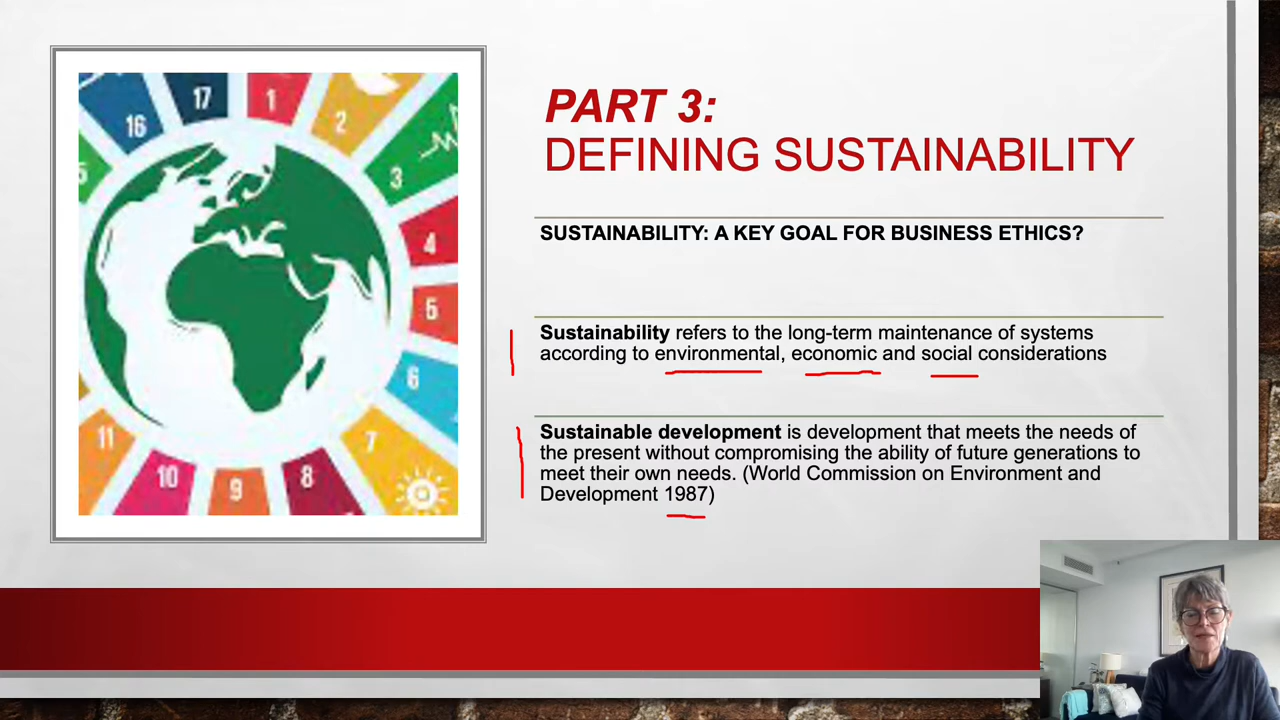 17
1
16
2
5
3
4
5
6
11
7
10
9
8
PART 3:
DEFINING SUSTAINABILITY
SUSTAINABILITY: A KEY GOAL FOR BUSINESS ETHICS?
Sustainability refers to the long-term maintenance of systems
according to environmental, economic and social considerations
Sustainable development is development that meets the needs of
the present without compromising the ability of future generations to
meet their own needs. (World Commission on Environment and
Development 1987)